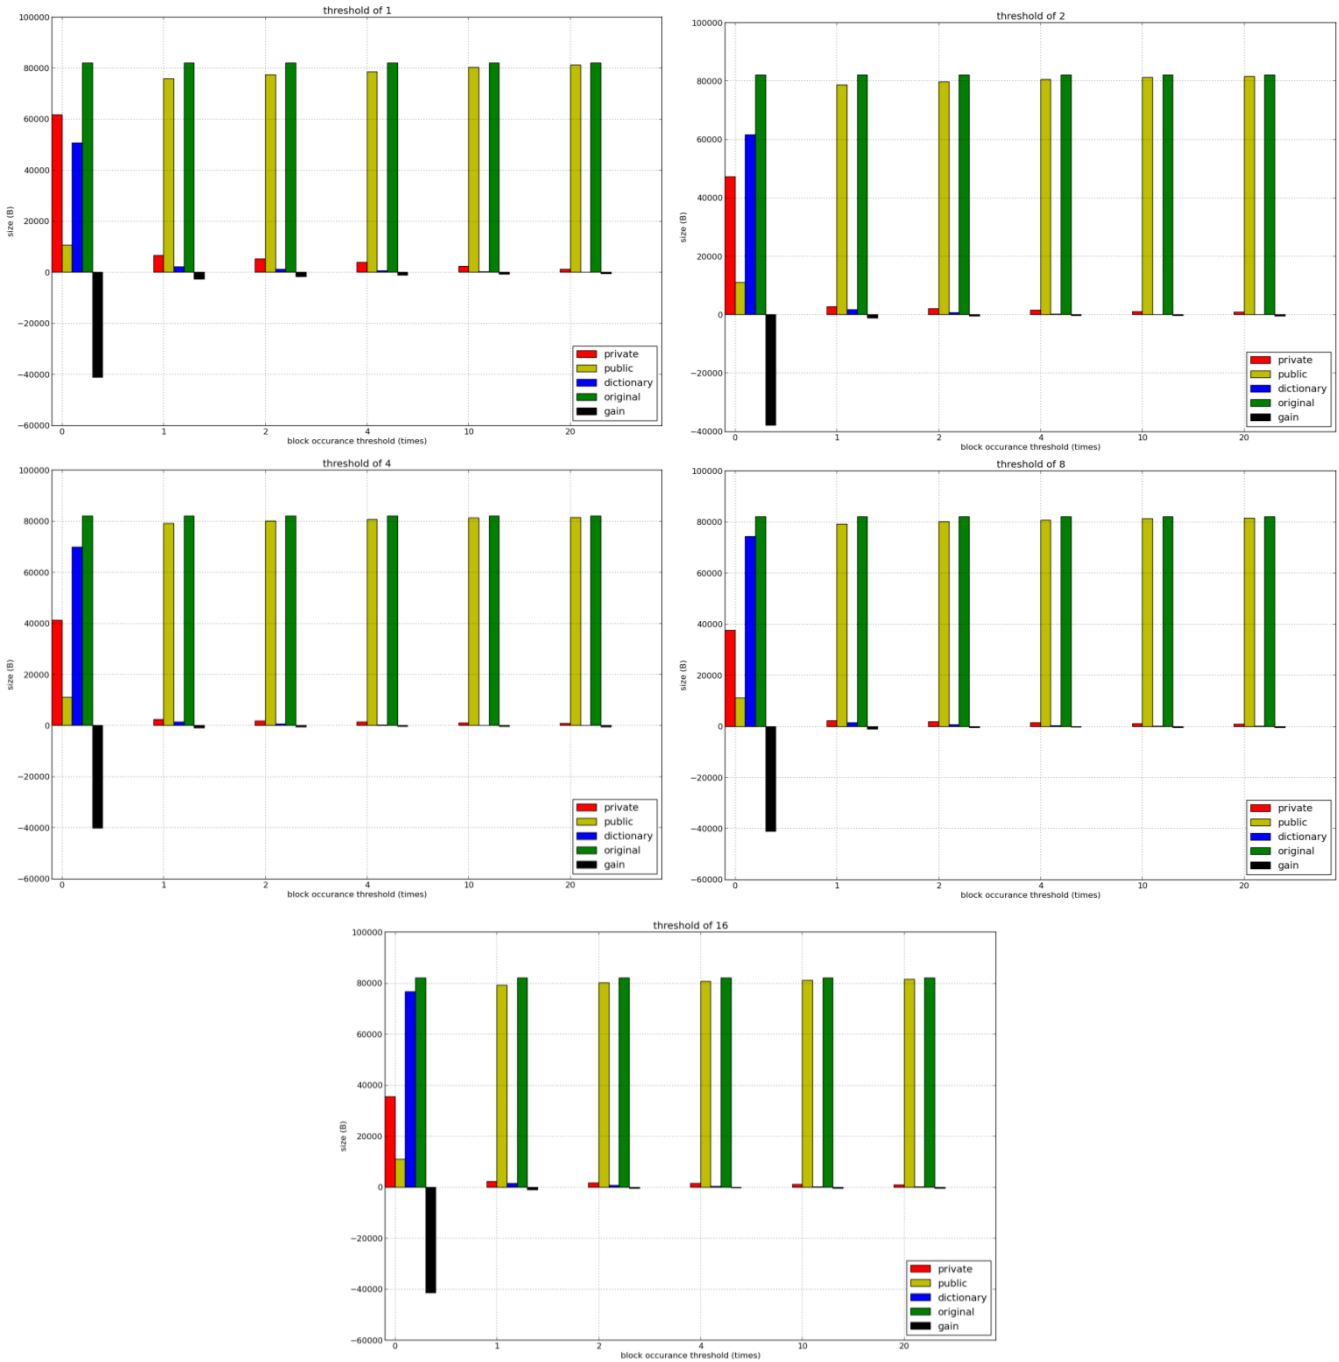 threshold of 1
100000
80000
60000
40000
20000
0
−20000
−40000
−60000
size (B)
private
public
dictionary
original
gain
0 1 2 4 10 20
block occurance threshold (times)
threshold of 2
100000
80000
60000
40000
20000
0
−20000
−40000
size (B)
private
public
dictionary
original
gain
0 1 2 4 10 20
block occurance threshold (times)
threshold of 4
100000
80000
60000
40000
20000
0
−20000
−40000
−60000
size (B)
private
public
dictionary
original
gain
0 1 2 4 10 20
block occurance threshold (times)
threshold of 8
100000
80000
60000
40000
20000
0
−20000
−40000
−60000
size (B)
private
public
dictionary
original
gain
0 1 2 4 10 20
block occurance threshold (times)
threshold of 16
100000
80000
60000
40000
20000
0
−20000
−40000
−60000
size (B)
private
public
dictionary
original
gain
0 1 2 4 10 20
block occurance threshold (times)